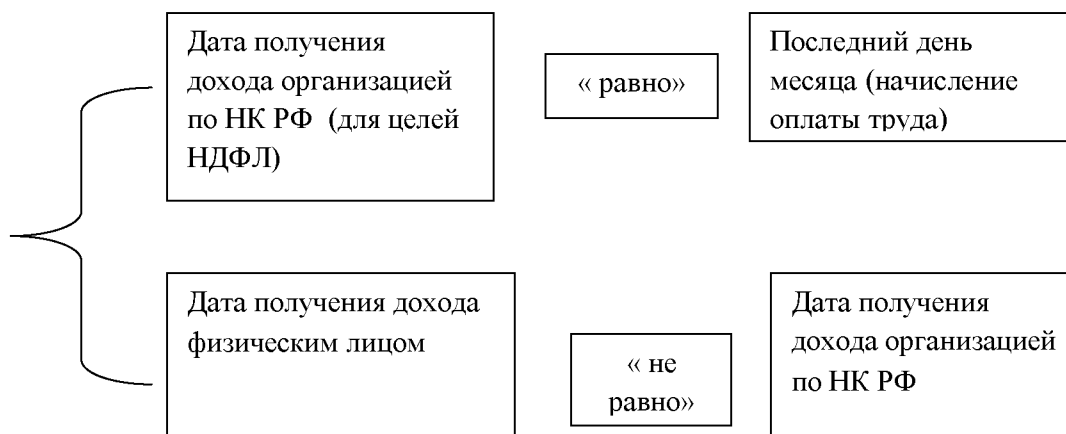 Дата получения
дохода организацией
по НК РФ (для целей
НДФЛ)
« равно»
Последний день
месяца (начисление
оплаты труда)
Дата получения дохода
физическим лицом
« не
равно»
Дата получения
дохода организацией
по НК РФ